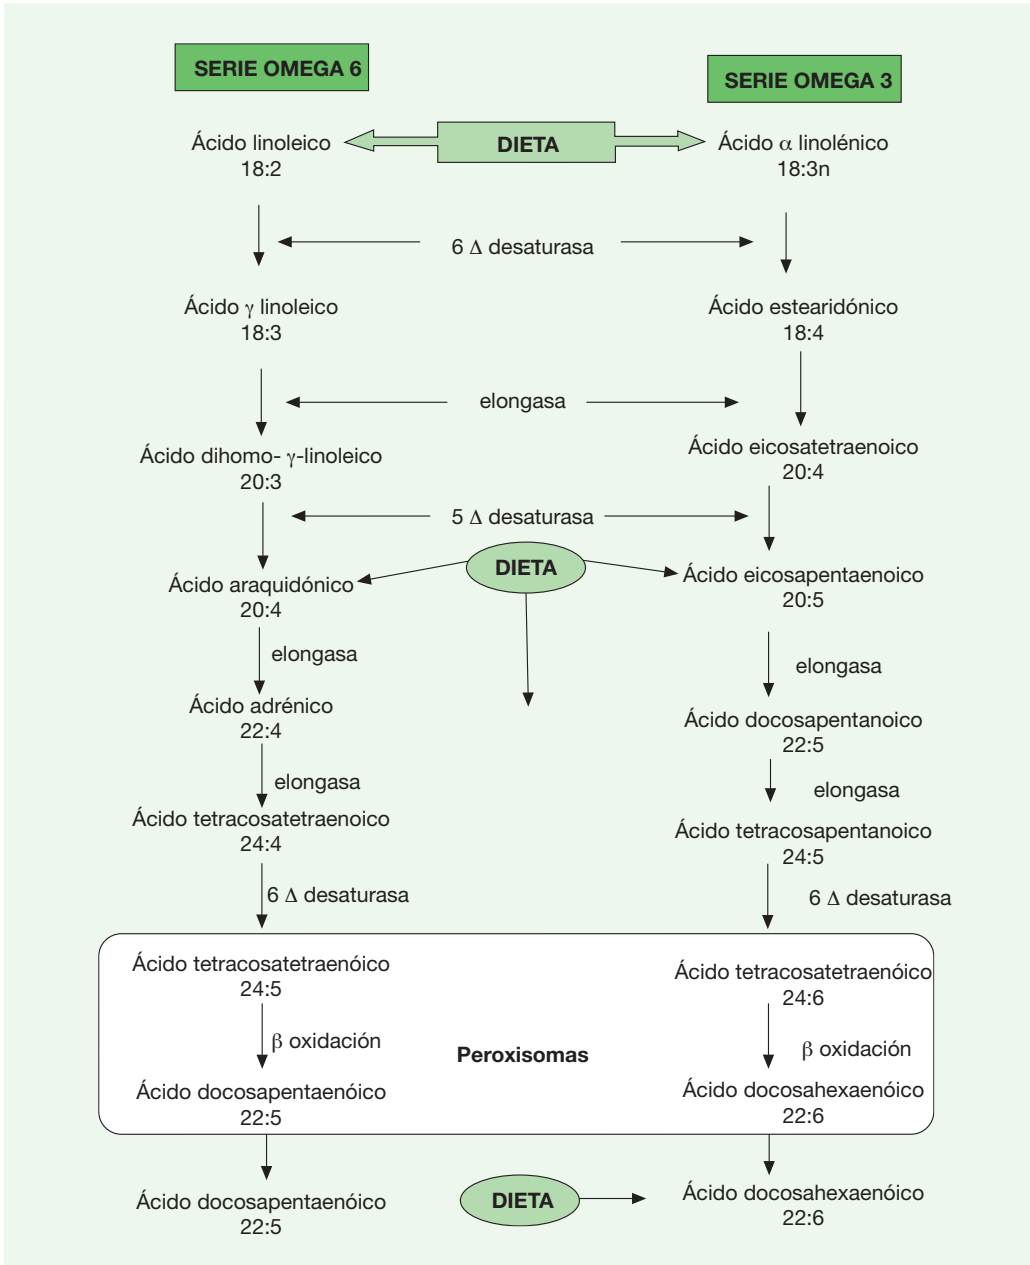 SERIE OMEGA 6
SERIE OMEGA 3
Ácido linoleico
18:2
DIETA
Ácido α linolénico
18:3n
6 Δ desaturasa
Ácido γ linoleico
18:3
Ácido estearidónico
18:4
elongasa
Ácido dihomo- γ-linoleico
20:3
Ácido eicosatetraenoico
20:4
5 Δ desaturasa
DIETA
Ácido araquidónico
20:4
Ácido eicosapentaenoico
20:5
elongasa
elongasa
Ácido adrénico
22:4
Ácido docosapentanoico
22:5
elongasa
elongasa
Ácido tetracosatetraenoico
24:4
Ácido tetracosapentanoico
24:5
6 Δ desaturasa
6 Δ desaturasa
Ácido tetracosatetraenóico
24:5
Ácido tetracosatetraenóico
24:6
β oxidación
Peroxisomas
β oxidación
Ácido docosapentaenóico
22:5
Ácido docosahexaenóico
22:6
Ácido docosapentaenóico
22:5
DIETA
Ácido docosahexaenóico
22:6